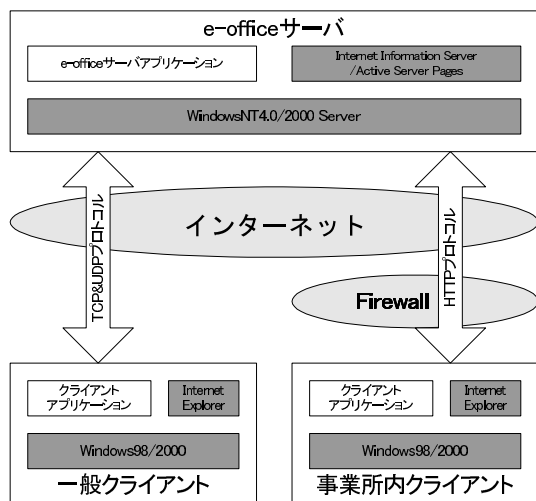 e-officeサーバ
e-officeサーバアプリケーション
Internet Information Server
/Active Server Pages
WindowsNT4.0/2000 Server
TCP&UDPプロトコル
HTTPプロトコル
インターネット
Firewall
クライアント
アプリケーション
Internet
Explorer
Windows98/2000
一般クライアント
クライアント
アプリケーション
Internet
Explorer
Windows98/2000
事業所内クライアント